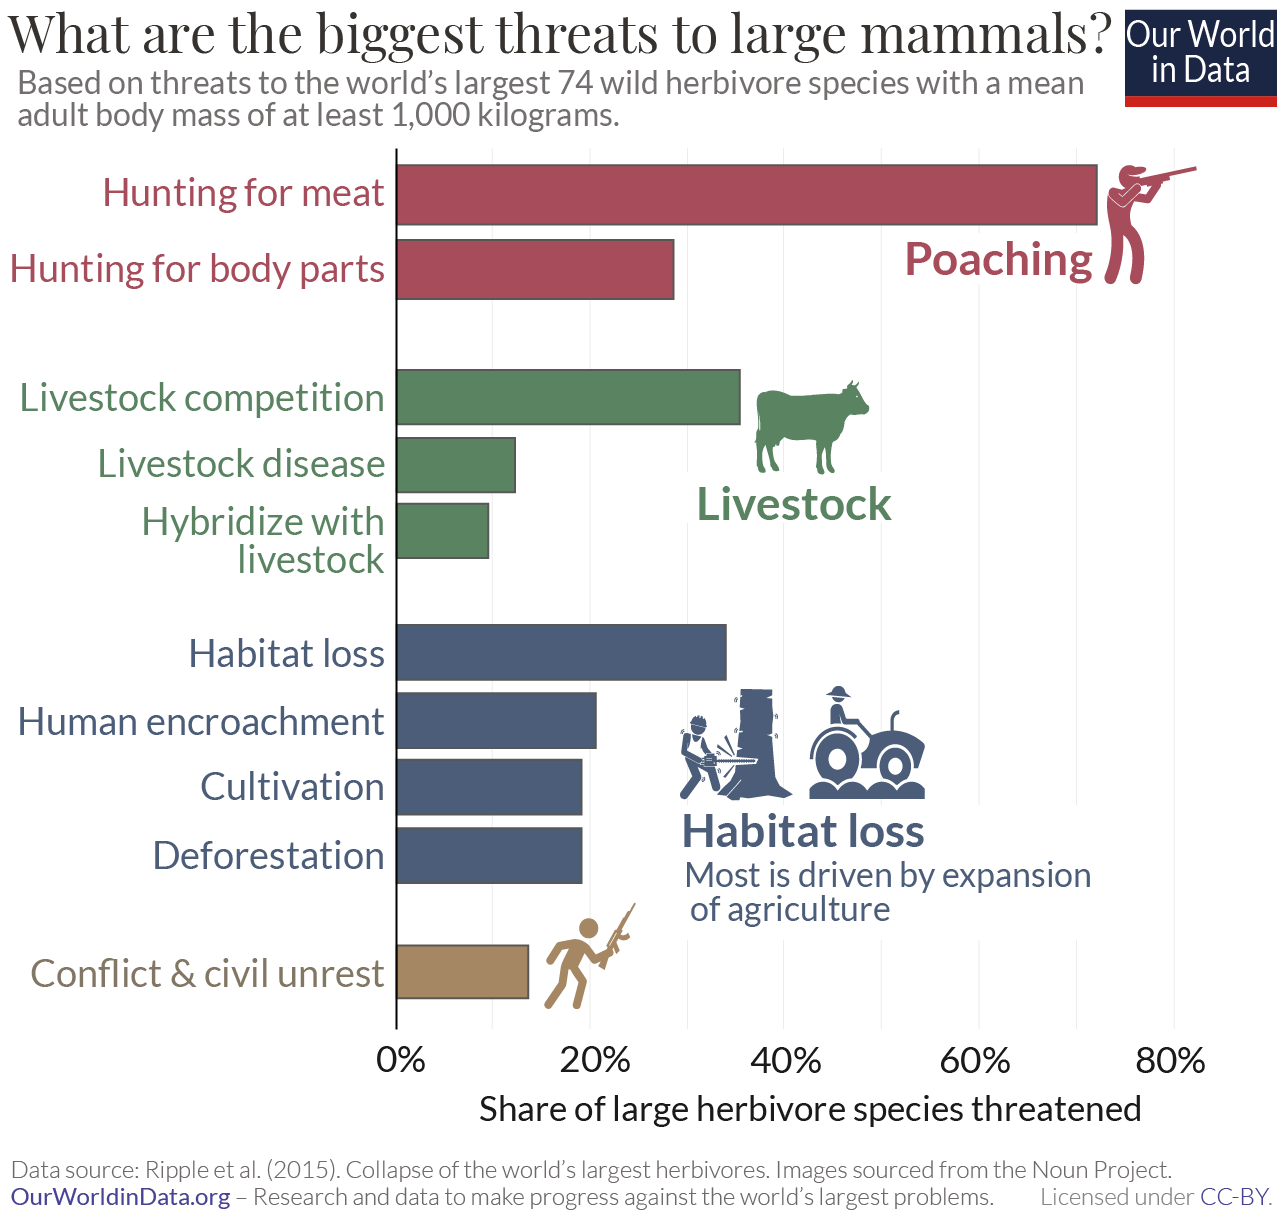 What are the biggest threats to large mammals?
Our World
in Data
Based on threats to the world's largest 74 wild herbivore species with a mean
adult body mass of at least 1,000 kilograms.
Hunting for meat
Hunting for body parts
Poaching
Livestock competition
Livestock disease
Hybridize with
livestock
Livestock
Habitat loss
Human encroachment
Cultivation
Deforestation
Habitat loss
Most is driven by expansion
of agriculture
Conflict & civil unrest
0% 20% 40% 60% 80%
Share of large herbivore species threatened
Data source: Ripple et al. (2015). Collapse of the world's largest herbivores. Images sourced from the Noun Project.
OurWorldinData.org – Research and data to make progress against the world's largest problems. Licensed under CC-BY.